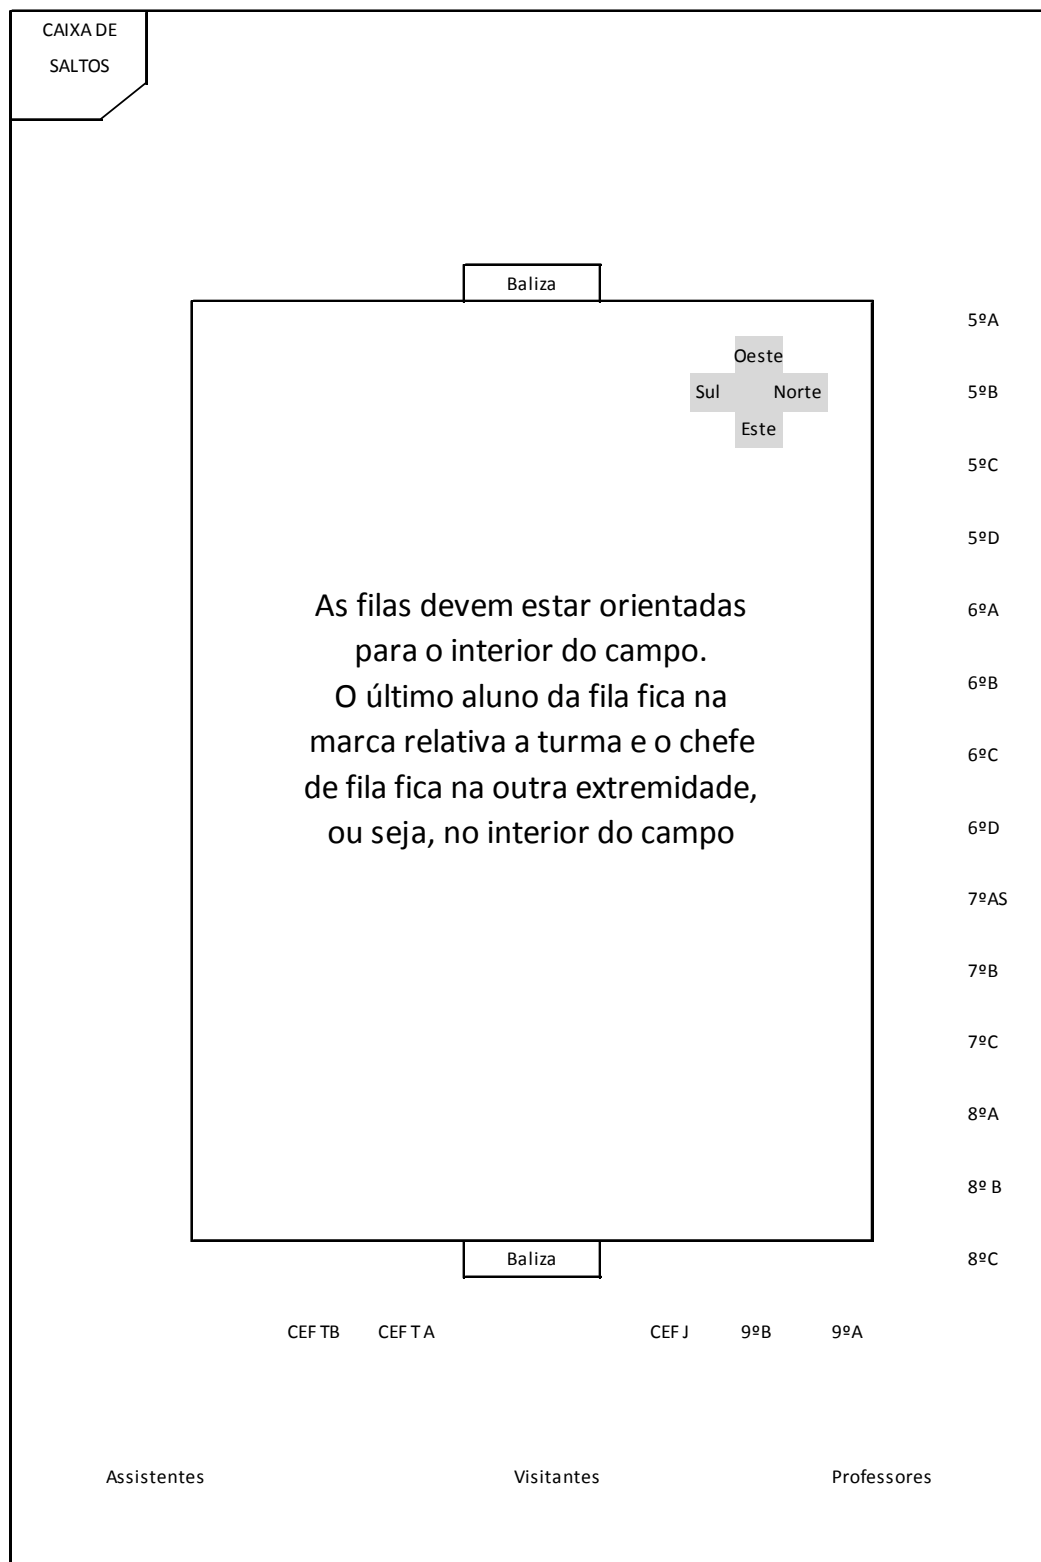 CAIXA DE
SALTOS
Baliza
5ºA
Oeste
Sul Norte
5ºB
Este
5ºC
5ºD
As filas devem estar orientadas
para o interior do campo.
O último aluno da fila fica na
marca relativa a turma e o chefe
de fila fica na outra extremidade,
ou seja, no interior do campo
6ºA
6ºB
6ºC
6ºD
7ºAS
7ºB
7ºC
8ºA
8º B
Baliza
8ºC
CEF TB CEF T A CEF J 9ºB 9ºA
Assistentes Visitantes Professores